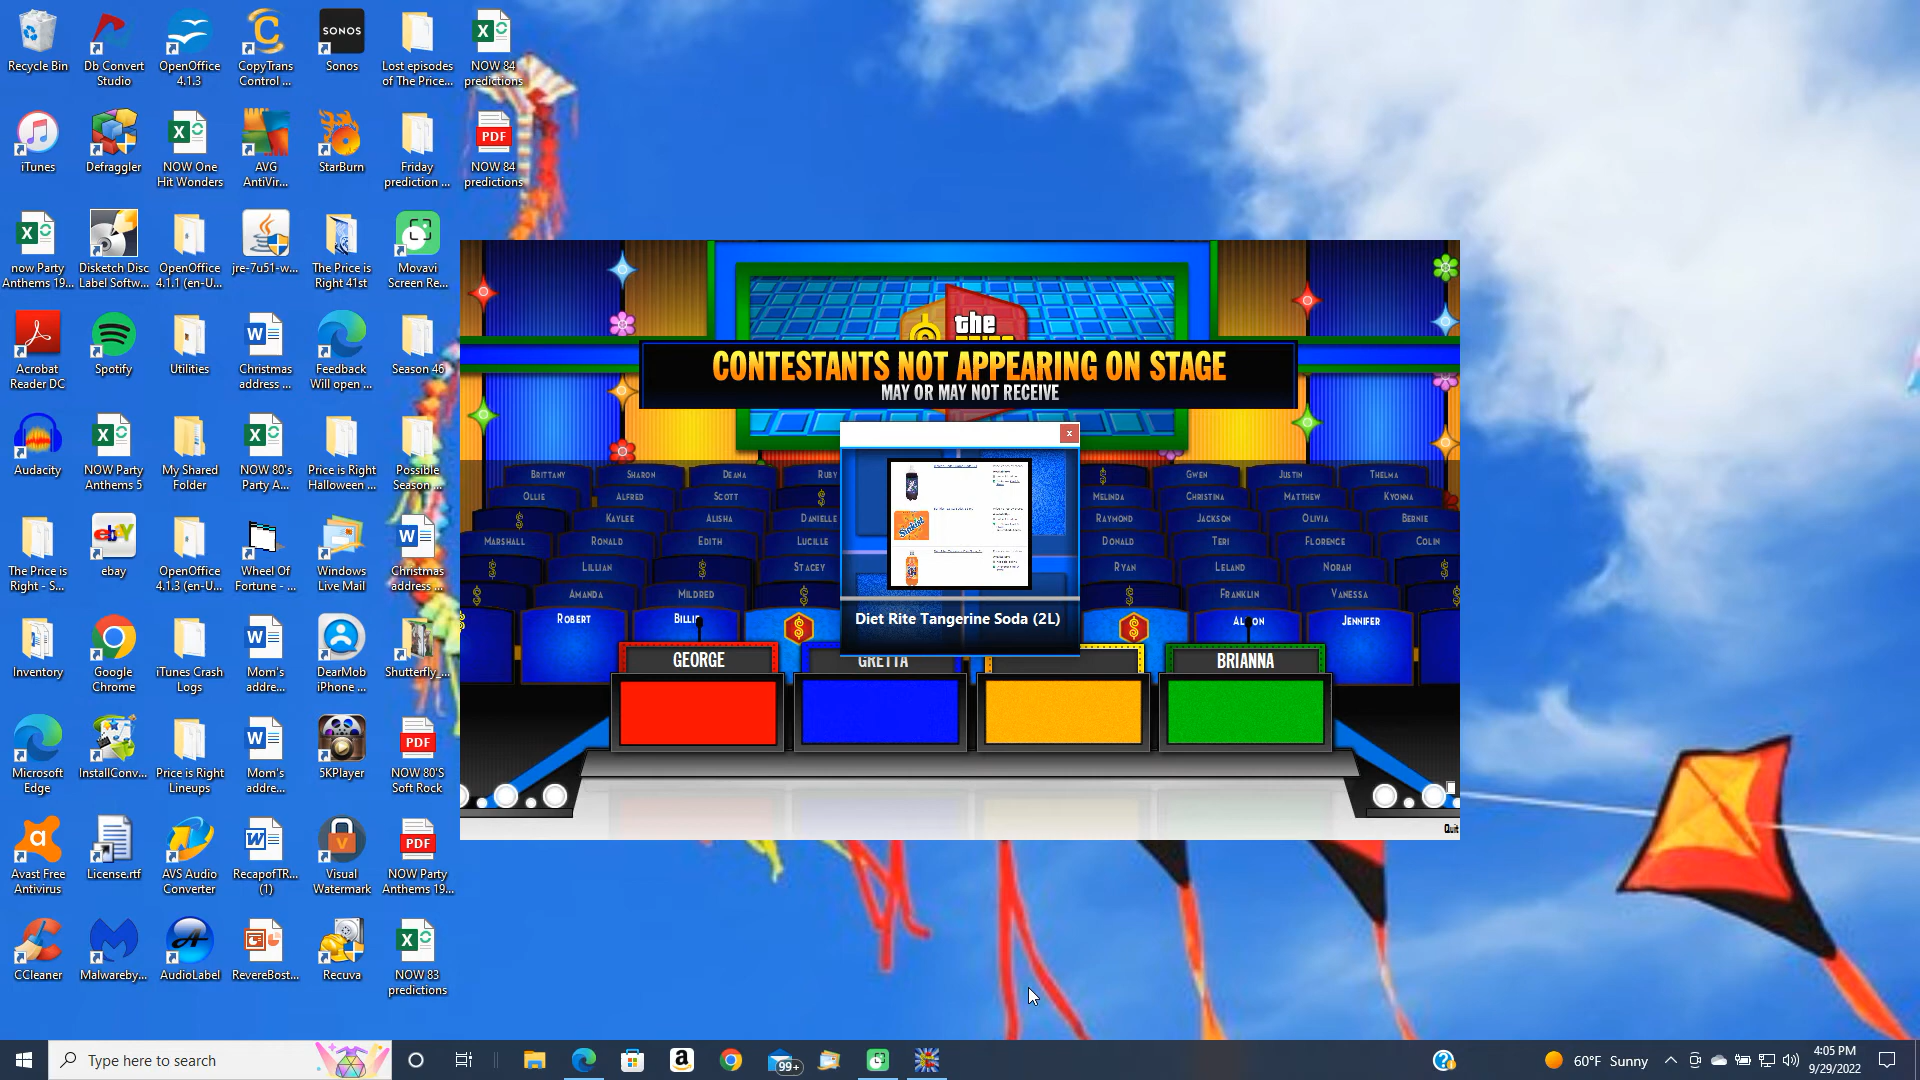 Recycle Bin
Db Convert
Studio
OpenOffice
4.1.3
CopyTrans
Control ...
SONOS
Sonos
Lost episodes
of The Price...
NOW 84
predictions
iTunes
Defraggler
NOW One
Hit Wonders
AVG
AntiVir...
StarBurn
Friday
prediction ...
PDF
NOW 84
predictions
now Party
Anthems 19...
Disketch Disc
Label Softw...
OpenOffice
4.1.1 (en-U...
jre-7u51-w...
The Price is
Right 41st
Movavi
Screen Re...
Acrobat
Reader DC
Spotify
Utilities
Christmas
address ...
Feedback
Will open ...
Season 46
Audacity
NOW Party
Anthems 5
My Shared
Folder
NOW 80's
Party A...
Price is Right
Halloween ...
Possible
Season ...
The Price is
Right - S...
ebay
ebay
OpenOffice
4.1.3 (en-U...
Wheel Of
Fortune - ...
Windows
Live Mail
Christmas
address ...
Inventory
Google
Chrome
iTunes Crash
Logs
Mom's
addre...
DearMob
iPhone ...
Shutterfly_...
Microsoft
Edge
InstallConv...
Price is Right
Lineups
Mom's
addre...
5KPlayer
PDF
NOW 80'S
Soft Rock
Avast Free
Antivirus
License.rtf
AVS Audio
Converter
RecapofTR...
(1)
Visual
Watermark
PDF
NOW Party
Anthems 19...
CCleaner
Malwareby...
AudioLabel
RevereBost...
Recuva
NOW 83
predictions
the
CONTESTANTS NOT APPEARING ON STAGE
MAY OR MAY NOT RECEIVE
x
Sunkist
Diet Rite Tangerine Soda (2L)
BRITTANY SHARON DEANA RUBY GWEN JUSTIN THELMA
OLLIE ALFRED SCOTT MELINDA CHRISTINA MATTHEW KYONNA
KAYLEE ALISHA DANIELLE RAYMOND JACKSON OLIVIA BERNIE
MARSHALL RONALD EDITH LUCILLE DONALD TERI FLORENCE COLIN
LILLIAN STACEY RYAN LELAND NORAH
AMANDA MILDRED FRANKLIN VANESSA
ROBERT JENNIFER
GEORGE GRETTA BRIANNA
Quit
Type here to search
99+
60°F Sunny
4:05 PM
9/29/2022